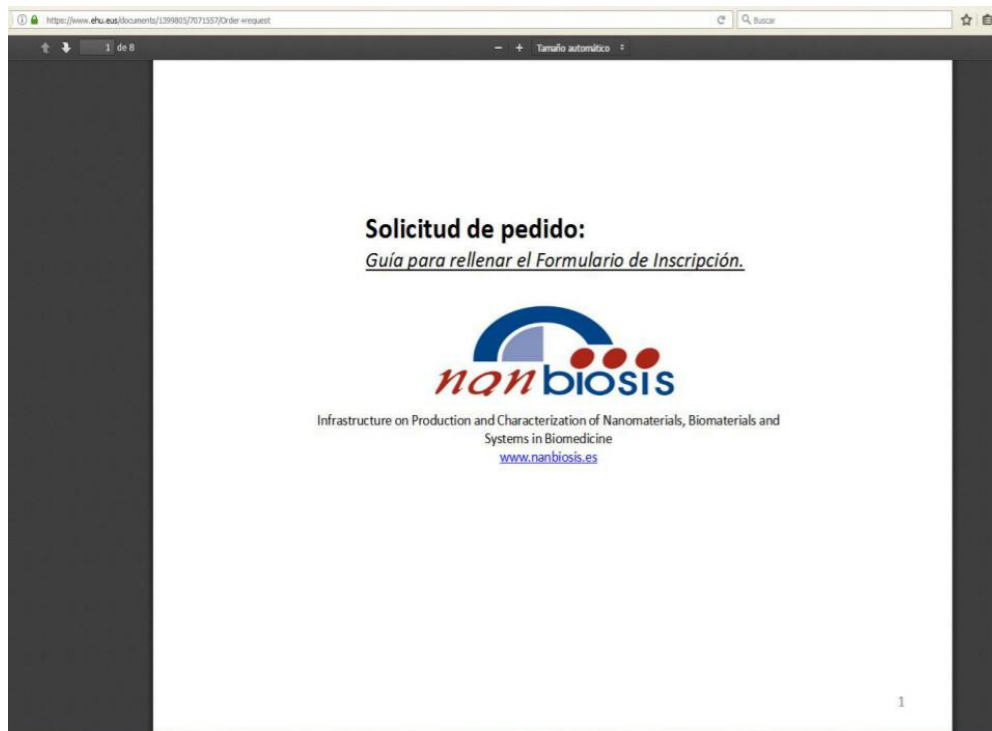 https://www.ehu.eus/documents/1399805/7071557/Order+request
Buscar
1 de 8
− + Tamaño automático
Solicitud de pedido:
Guía para rellenar el Formulario de Inscripción.
nanbiosis
Infrastructure on Production and Characterization of Nanomaterials, Biomaterials and
Systems in Biomedicine
www.nanbiosis.es
1